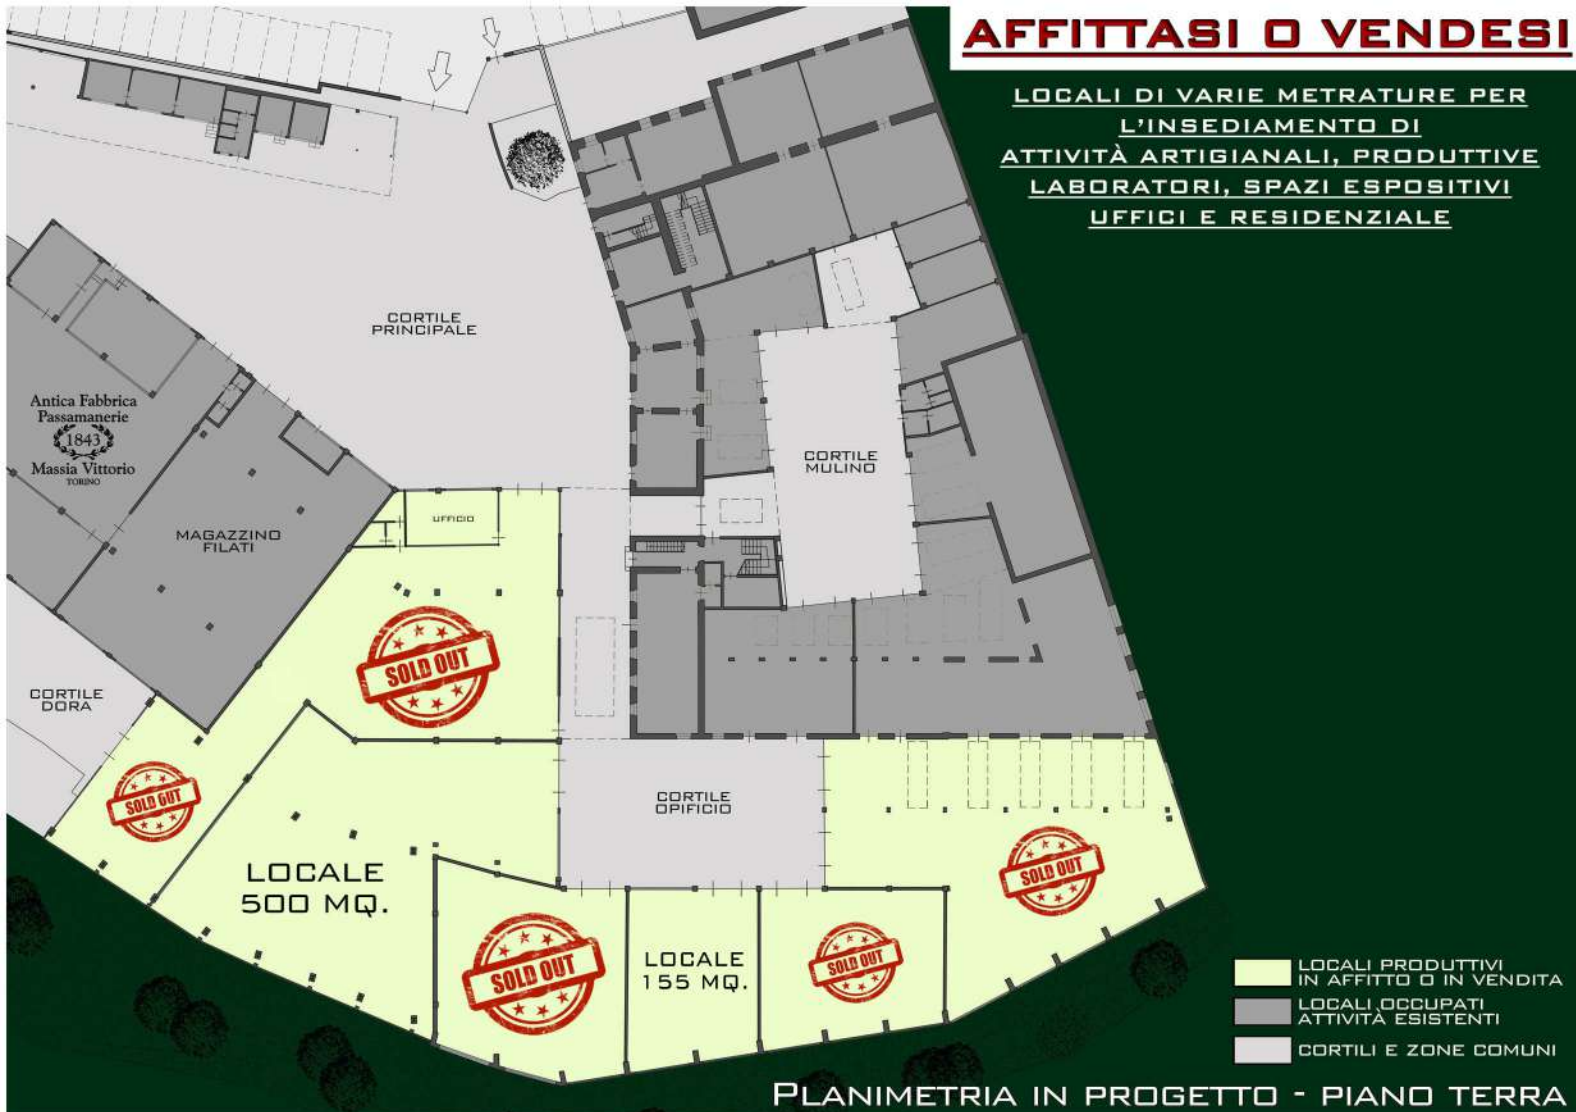 AFFITTASI O VENDESI
LOCALI DI VARIE METRATURE PER
L'INSEDIAMENTO DI
ATTIVITÀ ARTIGIANALI, PRODUTTIVE
LABORATORI, SPAZI ESPOSITIVI
UFFICI E RESIDENZIALE
CORTILE
PRINCIPALE
Antica Fabbrica
Passamanerie
1843
Massia Vittorio
TORINO
CORTILE
MULINO
UFFICIO
MAGAZZINO
FILATI
SOLD OUT
CORTILE
DORA
SOLD OUT
CORTILE
OPIFICIO
LOCALE
500 MQ.
SOLD OUT
SOLD OUT
LOCALE
155 MQ.
SOLD OUT
LOCALI PRODUTTIVI
IN AFFITTO O IN VENDITA
LOCALI OCCUPATI
ATTIVITÀ ESISTENTI
CORTILI E ZONE COMUNI
PLANIMETRIA IN PROGETTO - PIANO TERRA